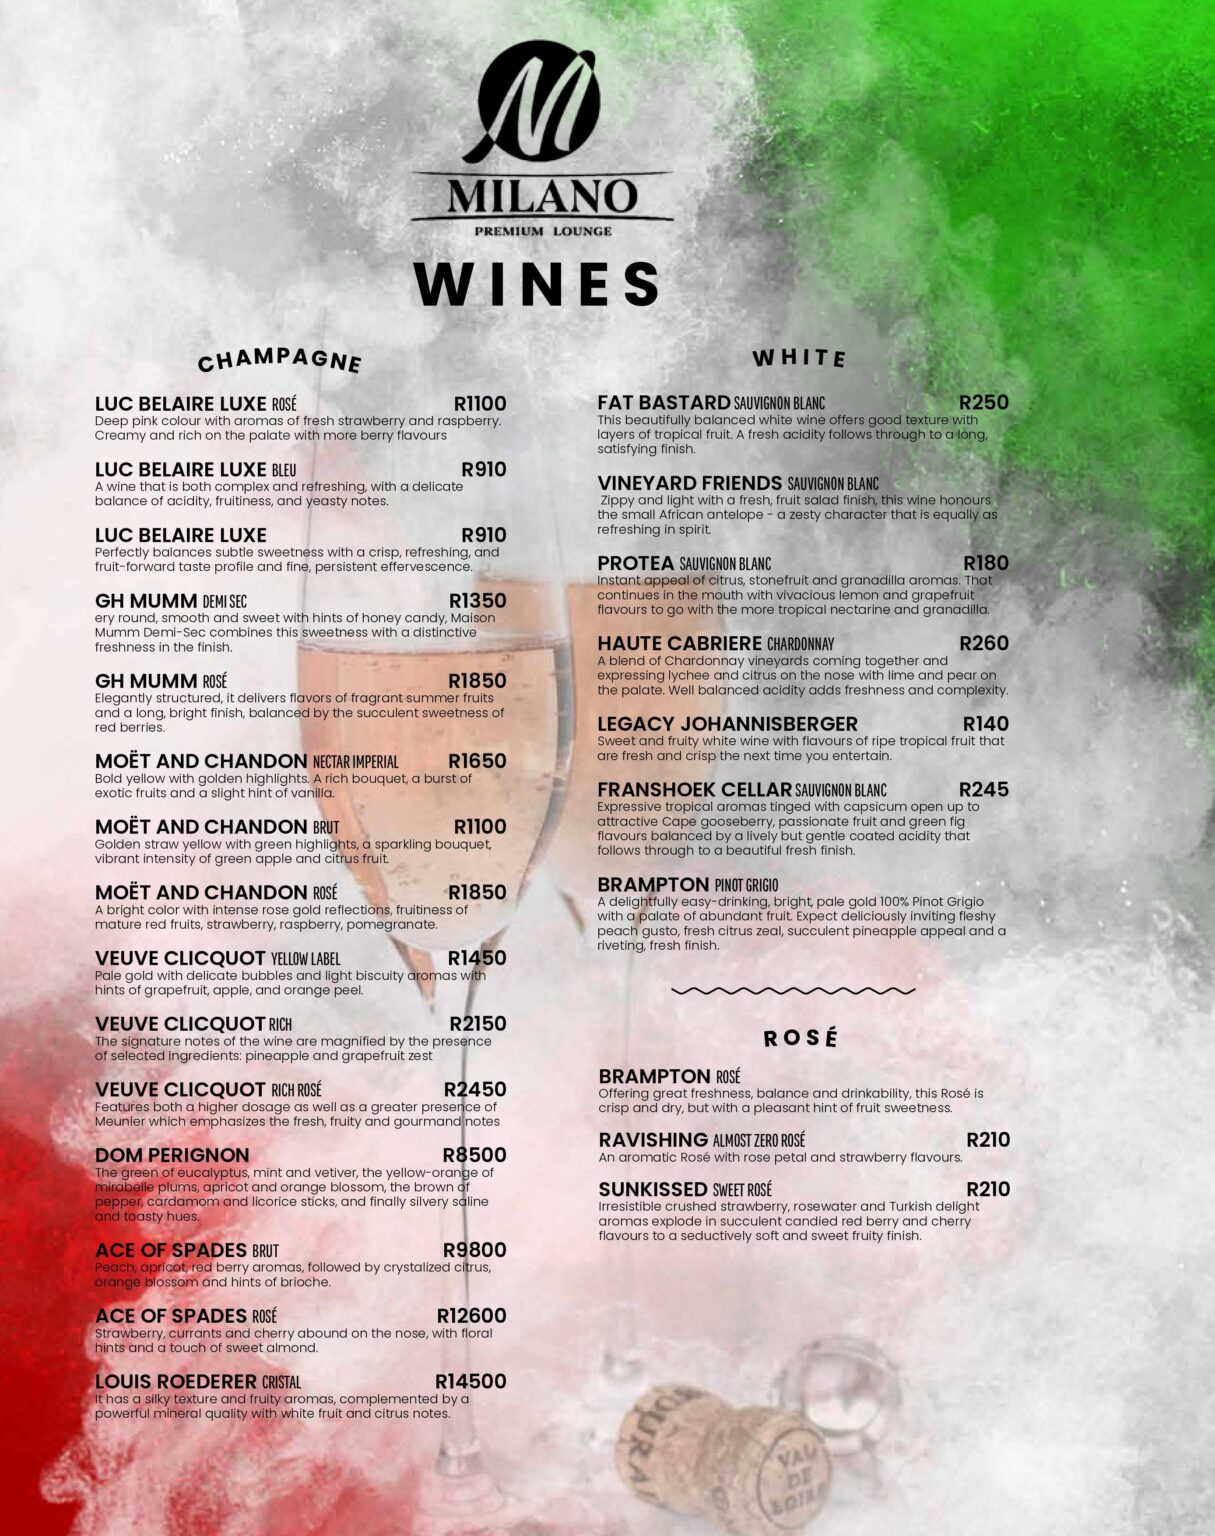 M
MILANO
PREMIUM LOUNGE
WINES
CHAMPAGNE
LUC BELAIRE LUXE ROSÉ R1100
Deep pink colour with aromas of fresh strawberry and raspberry.
Creamy and rich on the palate with more berry flavours
LUC BELAIRE LUXE BLEU R910
A wine that is both complex and refreshing, with a delicate
balance of acidity, fruitiness, and yeasty notes.
LUC BELAIRE LUXE R910
Perfectly balances subtle sweetness with a crisp, refreshing, and
fruit-forward taste profile and fine, persistent effervescence.
GH MUMM DEMI SEC R1350
ery round, smooth and sweet with hints of honey candy, Maison
Mumm Demi-Sec combines this sweetness with a distinctive
freshness in the finish.
GH MUMM ROSÉ R1850
Elegantly structured, it delivers flavors of fragrant summer fruits
and a long, bright finish, balanced by the succulent sweetness of
red berries.
MOËT AND CHANDON NECTAR IMPERIAL R1650
Bold yellow with golden highlights. A rich bouquet, a burst of
exotic fruits and a slight hint of vanilla.
MOËT AND CHANDON BRUT R1100
Golden straw yellow with green highlights, a sparkling bouquet,
vibrant intensity of green apple and citrus fruit.
MOËT AND CHANDON ROSÉ R1850
A bright color with intense rose gold reflections, fruitiness of
mature red fruits, strawberry, raspberry, pomegranate.
VEUVE CLICQUOT YELLOW LABEL R1450
Pale gold with delicate bubbles and light biscuity aromas with
hints of grapefruit, apple, and orange peel.
VEUVE CLICQUOT RICH R2150
The signature notes of the wine are magnified by the presence
of selected ingredients: pineapple and grapefruit zest
VEUVE CLICQUOT RICH ROSÉ R2450
Features both a higher dosage as well as a greater presence of
Meunier which emphasizes the fresh, fruity and gourmand notes
DOM PERIGNON R8500
The green of eucalyptus, mint and vetiver, the yellow-orange of
mirabelle plums, apricot and orange blossom, the brown of
pepper, cardamom and licorice sticks, and finally silvery saline
and toasty hues.
ACE OF SPADES BRUT R9800
Peach, apricot, red berry aromas, followed by crystalized citrus,
orange blossom and hints of brioche.
ACE OF SPADES ROSÉ R12600
Strawberry, currants and cherry abound on the nose, with floral
hints and a touch of sweet almond.
LOUIS ROEDERER CRISTAL R14500
It has a silky texture and fruity aromas, complemented by a
powerful mineral quality with white fruit and citrus notes.
WHITE
FAT BASTARD SAUVIGNON BLANC R250
This beautifully balanced white wine offers good texture with
layers of tropical fruit. A fresh acidity follows through to a long,
satisfying finish.
VINEYARD FRIENDS SAUVIGNON BLANC
Zippy and light with a fresh, fruit salad finish, this wine honours
the small African antelope - a zesty character that is equally as
refreshing in spirit.
PROTEA SAUVIGNON BLANC R180
Instant appeal of citrus, stonefruit and granadilla aromas. That
continues in the mouth with vivacious lemon and grapefruit
flavours to go with the more tropical nectarine and granadilla.
HAUTE CABRIERE CHARDONNAY R260
A blend of Chardonnay vineyards coming together and
expressing lychee and citrus on the nose with lime and pear on
the palate. Well balanced acidity adds freshness and complexity.
LEGACY JOHANNISBERGER R140
Sweet and fruity white wine with flavours of ripe tropical fruit that
are fresh and crisp the next time you entertain.
FRANSHOEK CELLAR SAUVIGNON BLANC R245
Expressive tropical aromas tinged with capsicum open up to
attractive Cape gooseberry, passionate fruit and green fig
flavours balanced by a lively but gentle coated acidity that
follows through to a beautiful fresh finish.
BRAMPTON PINOT GRIGIO
A delightfully easy-drinking, bright, pale gold 100% Pinot Grigio
with a palate of abundant fruit. Expect deliciously inviting fleshy
peach gusto, fresh citrus zeal, succulent pineapple appeal and a
riveting, fresh finish.
ROSÉ
BRAMPTON ROSÉ
Offering great freshness, balance and drinkability, this Rosé is
crisp and dry, but with a pleasant hint of fruit sweetness.
RAVISHING ALMOST ZERO ROSÉ R210
An aromatic Rosé with rose petal and strawberry flavours.
SUNKISSED SWEET ROSÉ R210
Irresistible crushed strawberry, rosewater and Turkish delight
aromas explode in succulent candied red berry and cherry
flavours to a seductively soft and sweet fruity finish.
VAL
DE
LOIRE